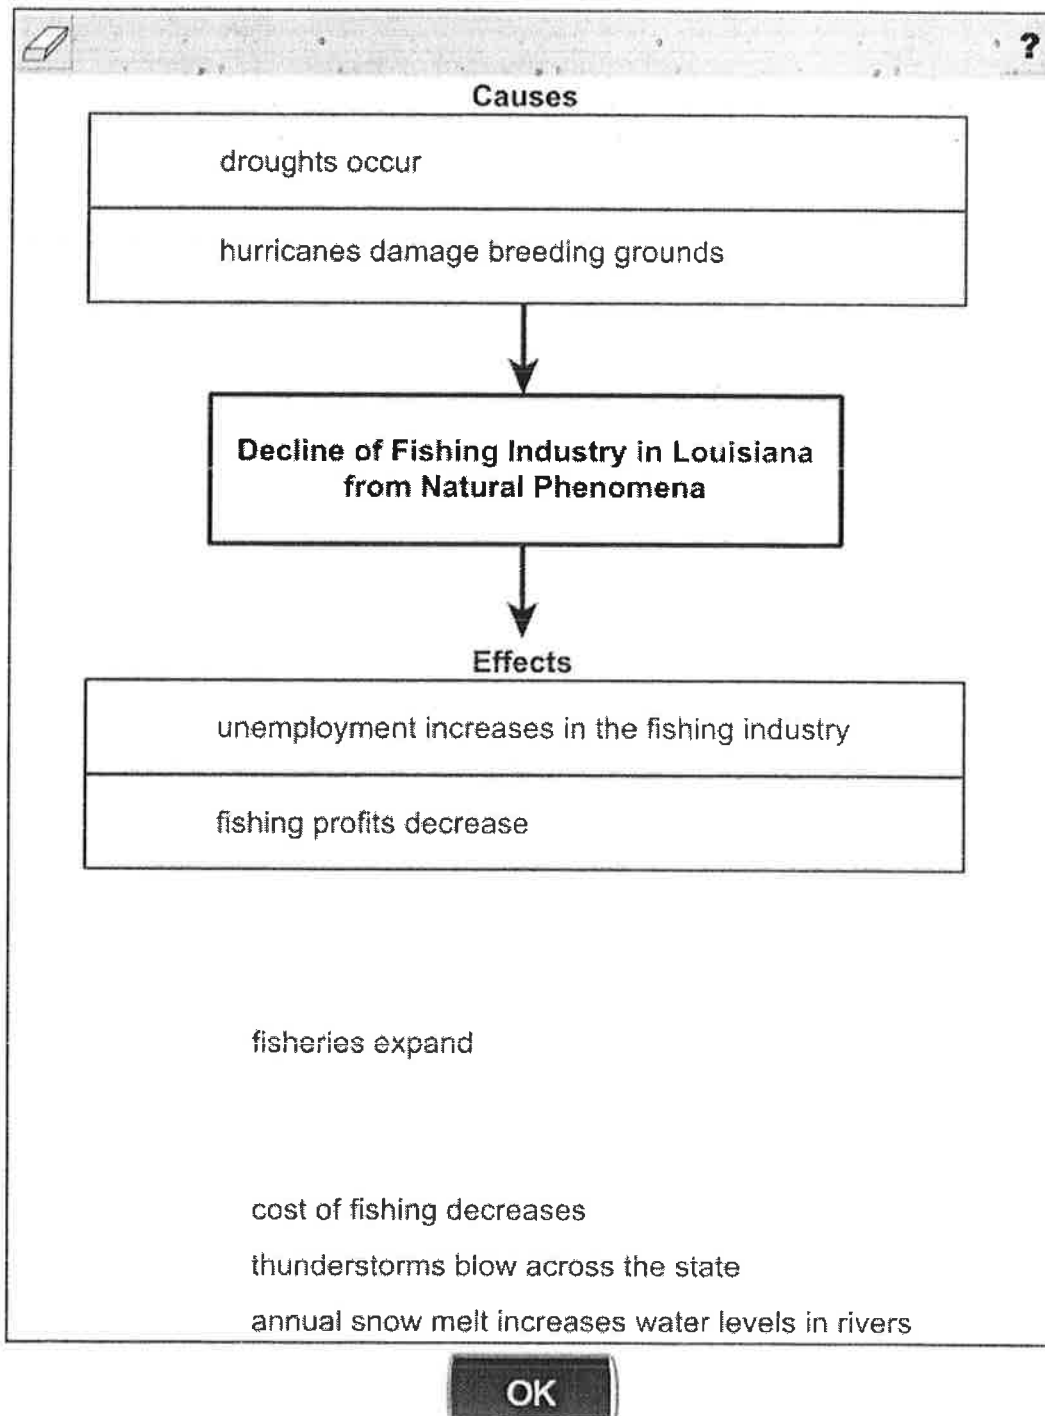 ?
Causes
droughts occur
hurricanes damage breeding grounds
Decline of Fishing Industry in Louisiana
from Natural Phenomena
Effects
unemployment increases in the fishing industry
fishing profits decrease
fisheries expand
cost of fishing decreases
thunderstorms blow across the state
annual snow melt increases water levels in rivers
OK